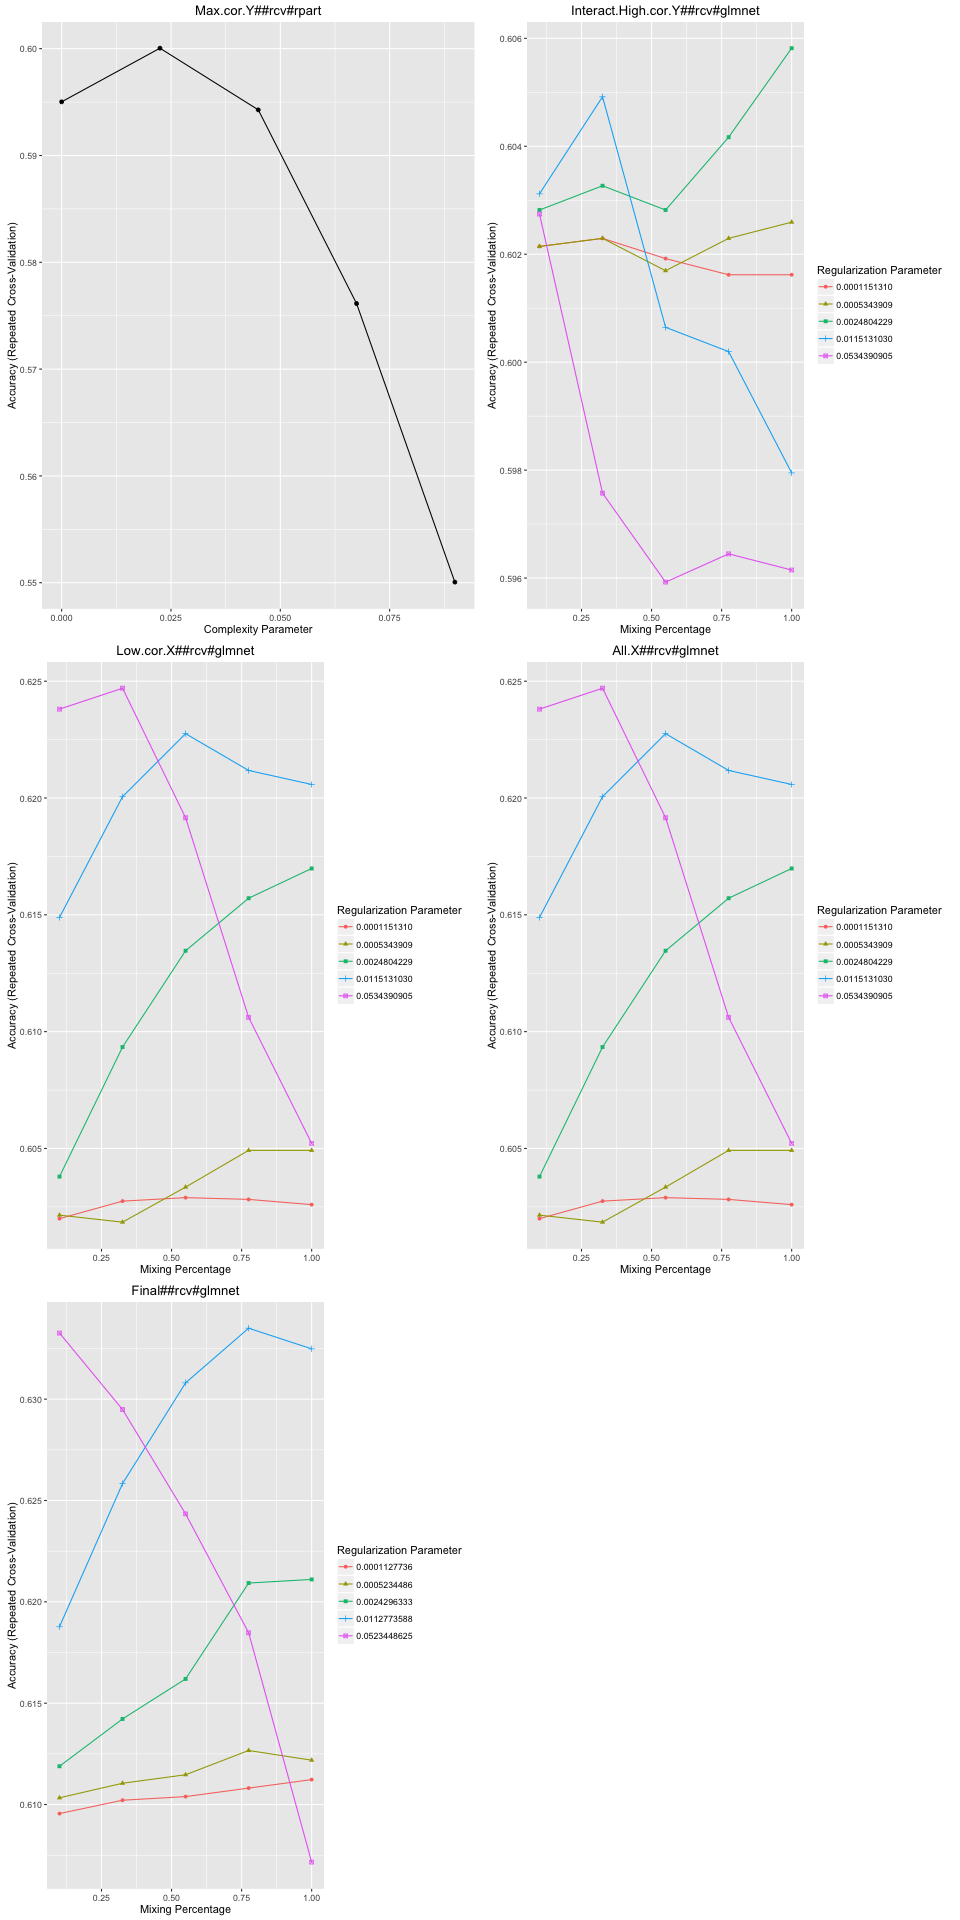 Max.cor.Y##rcv#rpart
Accuracy (Repeated Cross-Validation)
0.60
0.59
0.58
0.57
0.56
0.55
0.000 0.025 0.050 0.075
Complexity Parameter
Interact.High.cor.Y##rcv#glmnet
Accuracy (Repeated Cross-Validation)
0.606
0.604
0.602
0.600
0.598
0.596
0.25 0.50 0.75 1.00
Mixing Percentage
Regularization Parameter
0.0001151310
0.0005343909
0.0024804229
0.0115131030
0.0534390905
Low.cor.X##rcv#glmnet
Accuracy (Repeated Cross-Validation)
0.625
0.620
0.615
0.610
0.605
0.25 0.50 0.75 1.00
Mixing Percentage
Regularization Parameter
0.0001151310
0.0005343909
0.0024804229
0.0115131030
0.0534390905
All.X##rcv#glmnet
Accuracy (Repeated Cross-Validation)
0.625
0.620
0.615
0.610
0.605
0.25 0.50 0.75 1.00
Mixing Percentage
Regularization Parameter
0.0001151310
0.0005343909
0.0024804229
0.0115131030
0.0534390905
Final##rcv#glmnet
Accuracy (Repeated Cross-Validation)
0.630
0.625
0.620
0.615
0.610
0.25 0.50 0.75 1.00
Mixing Percentage
Regularization Parameter
0.0001127736
0.0005234486
0.0024296333
0.0112773588
0.0523448625